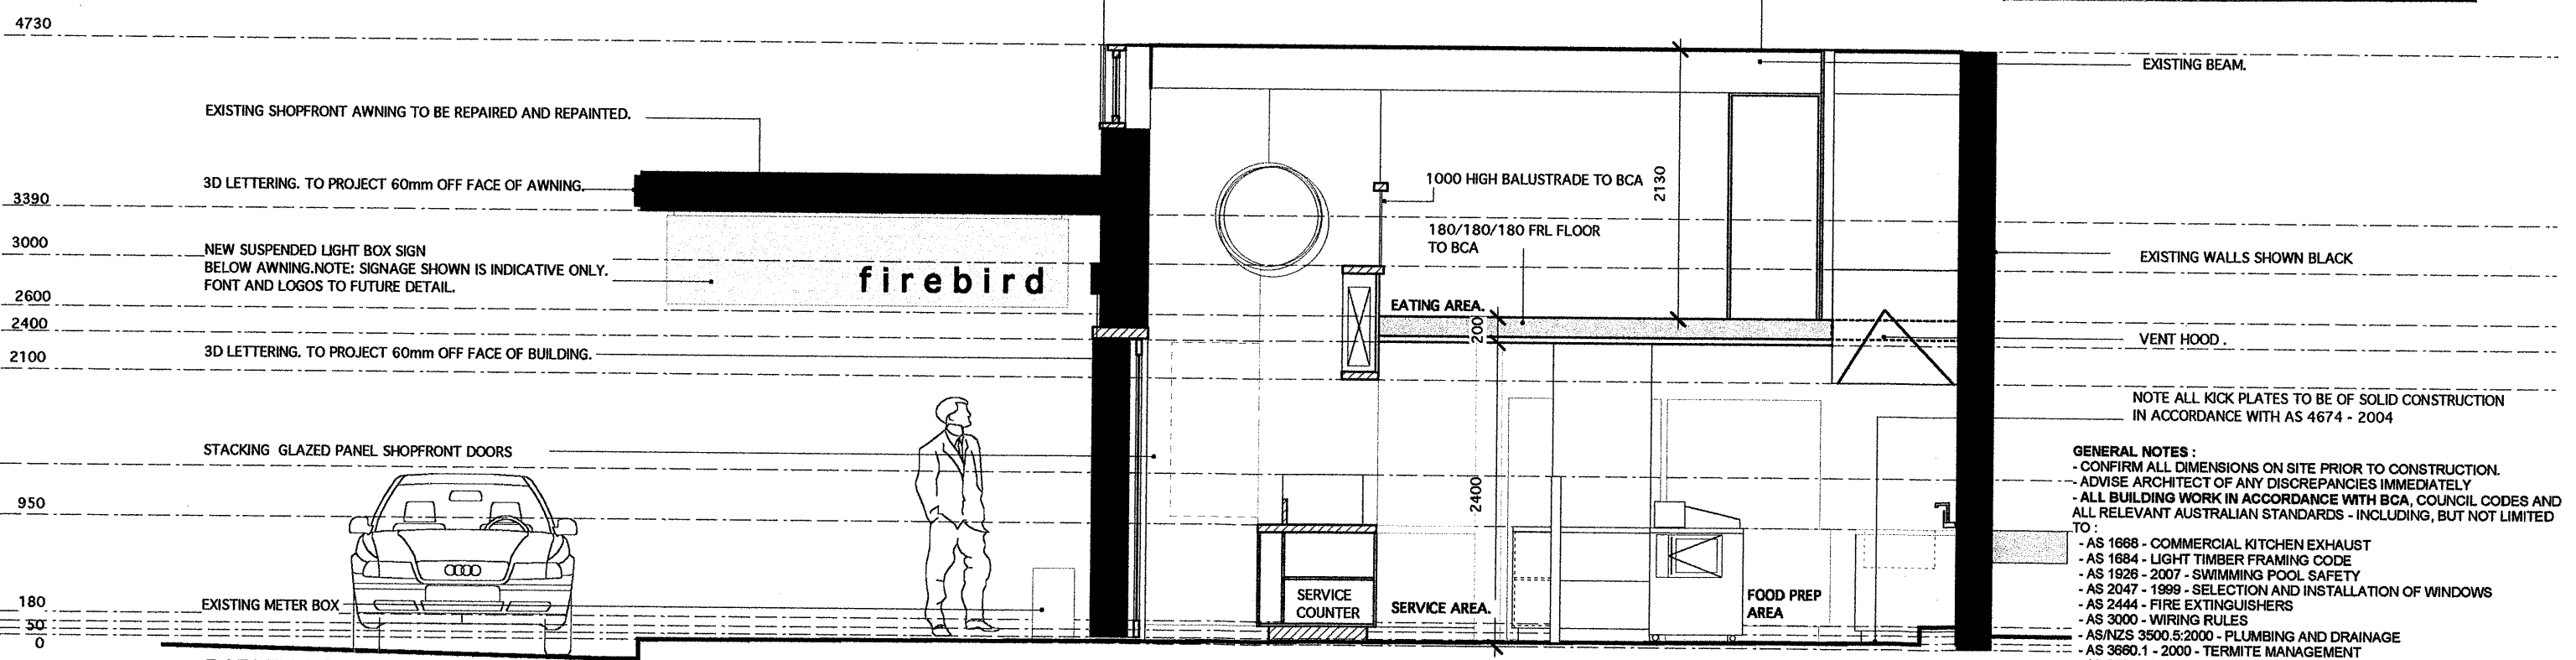 4730
EXISTING BEAM.
EXISTING SHOPFRONT AWNING TO BE REPAIRED AND REPAINTED.
3D LETTERING. TO PROJECT 60mm OFF FACE OF AWNING.
1000 HIGH BALUSTRADE TO BCA
2130
3390
180/180/180 FRL FLOOR
TO BCA
3000
NEW SUSPENDED LIGHT BOX SIGN
BELOW AWNING.NOTE: SIGNAGE SHOWN IS INDICATIVE ONLY.
FONT AND LOGOS TO FUTURE DETAIL.
firebird
EXISTING WALLS SHOWN BLACK
2600
EATING AREA.
2400
200
3D LETTERING. TO PROJECT 60mm OFF FACE OF BUILDING.
VENT HOOD .
2100
NOTE ALL KICK PLATES TO BE OF SOLID CONSTRUCTION
IN ACCORDANCE WITH AS 4674 - 2004
STACKING GLAZED PANEL SHOPFRONT DOORS
2400
950
GENERAL NOTES :
- CONFIRM ALL DIMENSIONS ON SITE PRIOR TO CONSTRUCTION.
- ADVISE ARCHITECT OF ANY DISCREPANCIES IMMEDIATELY
- ALL BUILDING WORK IN ACCORDANCE WITH BCA, COUNCIL CODES AND
ALL RELEVANT AUSTRALIAN STANDARDS - INCLUDING, BUT NOT LIMITED
TO :
- AS 1668 - COMMERCIAL KITCHEN EXHAUST
- AS 1684 - LIGHT TIMBER FRAMING CODE
- AS 1926 - 2007 - SWIMMING POOL SAFETY
- AS 2047 - 1999 - SELECTION AND INSTALLATION OF WINDOWS
- AS 2444 - FIRE EXTINGUISHERS
- AS 3000 - WIRING RULES
- AS/NZS 3500.5:2000 - PLUMBING AND DRAINAGE
- AS 3660.1 - 2000 - TERMITE MANAGEMENT
180
EXISTING METER BOX
SERVICE
COUNTER
SERVICE AREA.
FOOD PREP
AREA
50
0